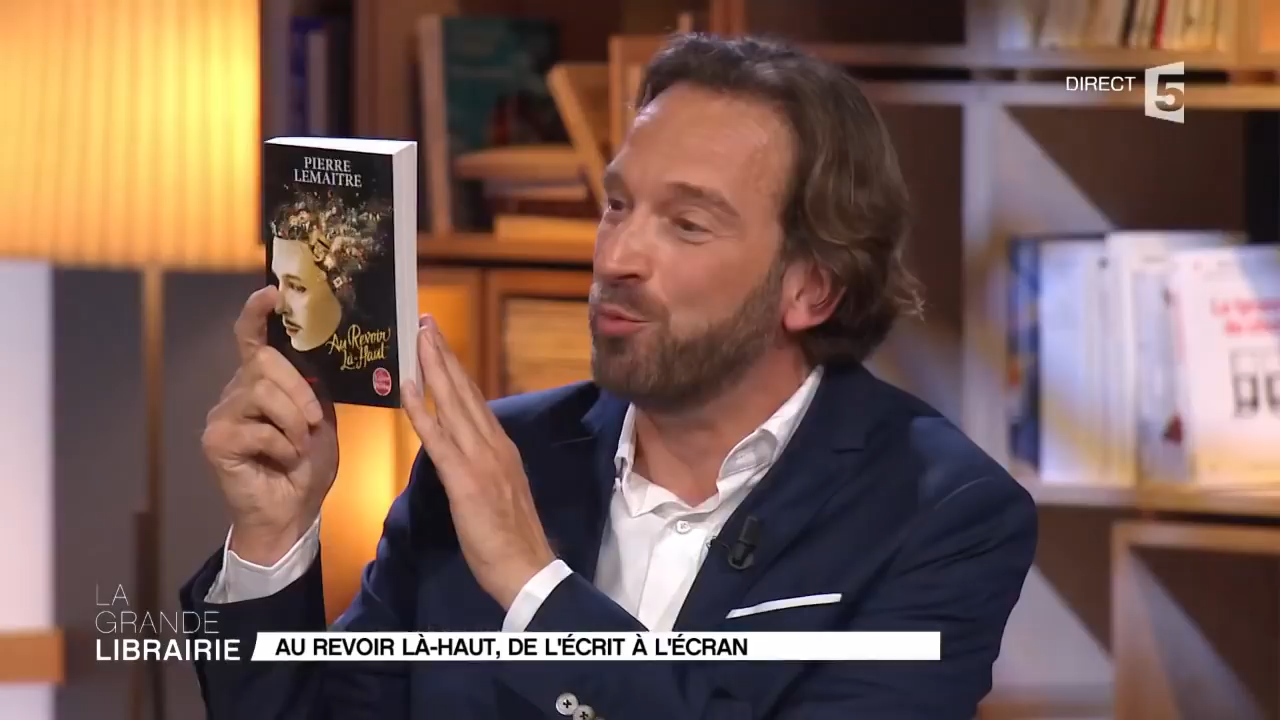 DIRECT 5
PIERRE
LEMAITRE
Au Revoir
Là-Haut
LA
GRANDE
LIBRAIRIE
AU REVOIR LÀ-HAUT, DE L'ÉCRIT À L'ÉCRAN